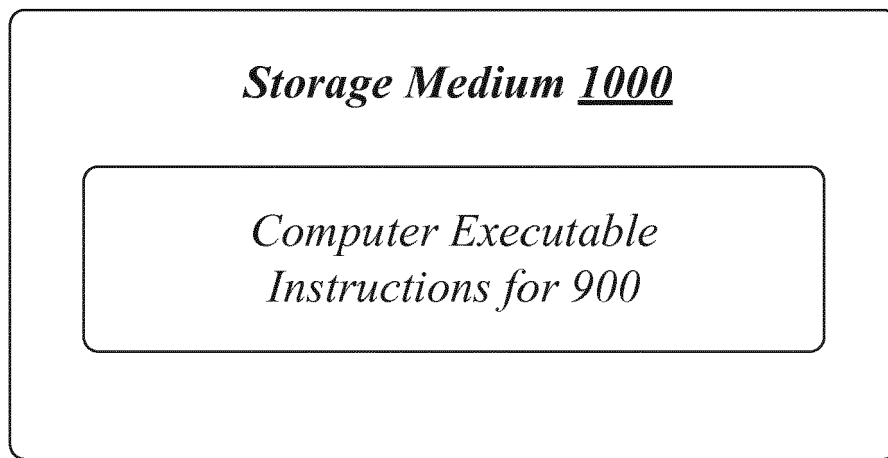 Storage Medium 1000
Computer Executable
Instructions for 900